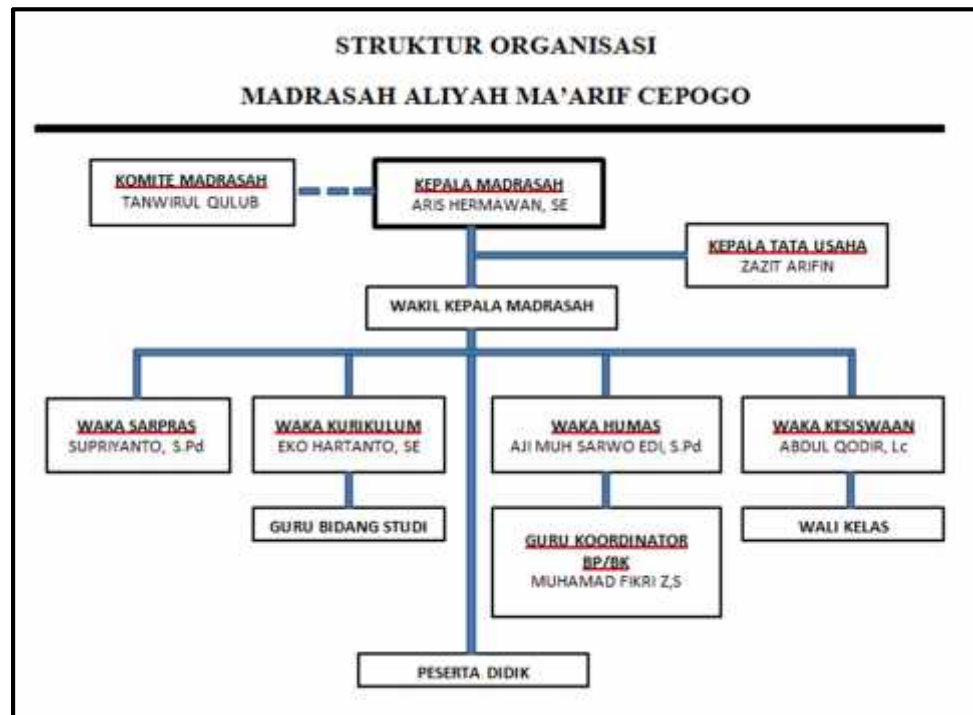 STRUKTUR ORGANISASI
MADRASAH ALIYAH MA'ARIF CEPOGO
KOMITE MADRASAH
TANWIRUL QULUB
KEPALA MADRASAH
ARIS HERMAWAN, SE
KEPALA TATA USAHA
ZAZIT ARIFIN
WAKIL KEPALA MADRASAH
WAKA SARPRAS
SUPRIYANTO, S.Pd
WAKA KURIKULUM
EKO HARTANTO, SE
WAKA HUMAS
AJI MUH SARWO EDI, S.Pd
WAKA KESISWAAN
ABDUL QODIR, Lc
GURU BIDANG STUDI
GURU KOORDINATOR
BP/BK
MUHAMAD FIKRI Z,S
WALI KELAS
PESERTA DIDIK